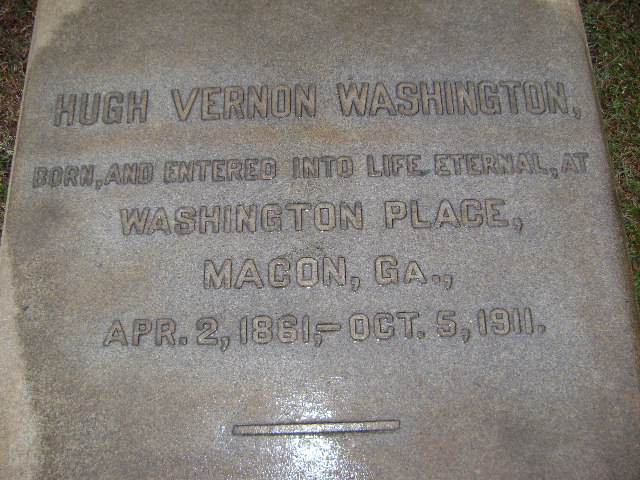 HUGH VERNON WASHINGTON,
BORN, AND ENTERED INTO LIFE ETERNAL, AT
WASHINGTON PLACE,
MACON, GA.,
APR. 2, 1861,-OCT. 5, 1911.